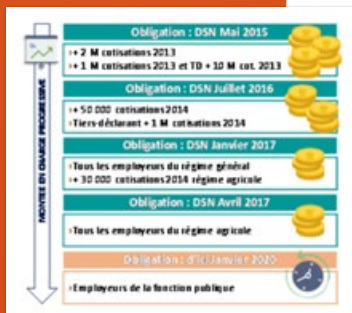 MONTÉE EN CHARGE PROGRESSIVE
Obligation : DSN Mai 2015
+ 2 M cotisations 2013
+ 1 M cotisations 2013 et TD + 10 M cot. 2013
Obligation : DSN Juillet 2016
+ 50 000 cotisations 2014
Tiers-déclarant + 1 M cotisations 2014
Obligation : DSN Janvier 2017
Tous les employeurs du régime général
+ 30 000 cotisations 2014 régime agricole
Obligation : DSN Avril 2017
Tous les employeurs du régime agricole
Obligation : d'ici Janvier 2020
Employeurs de la fonction publique